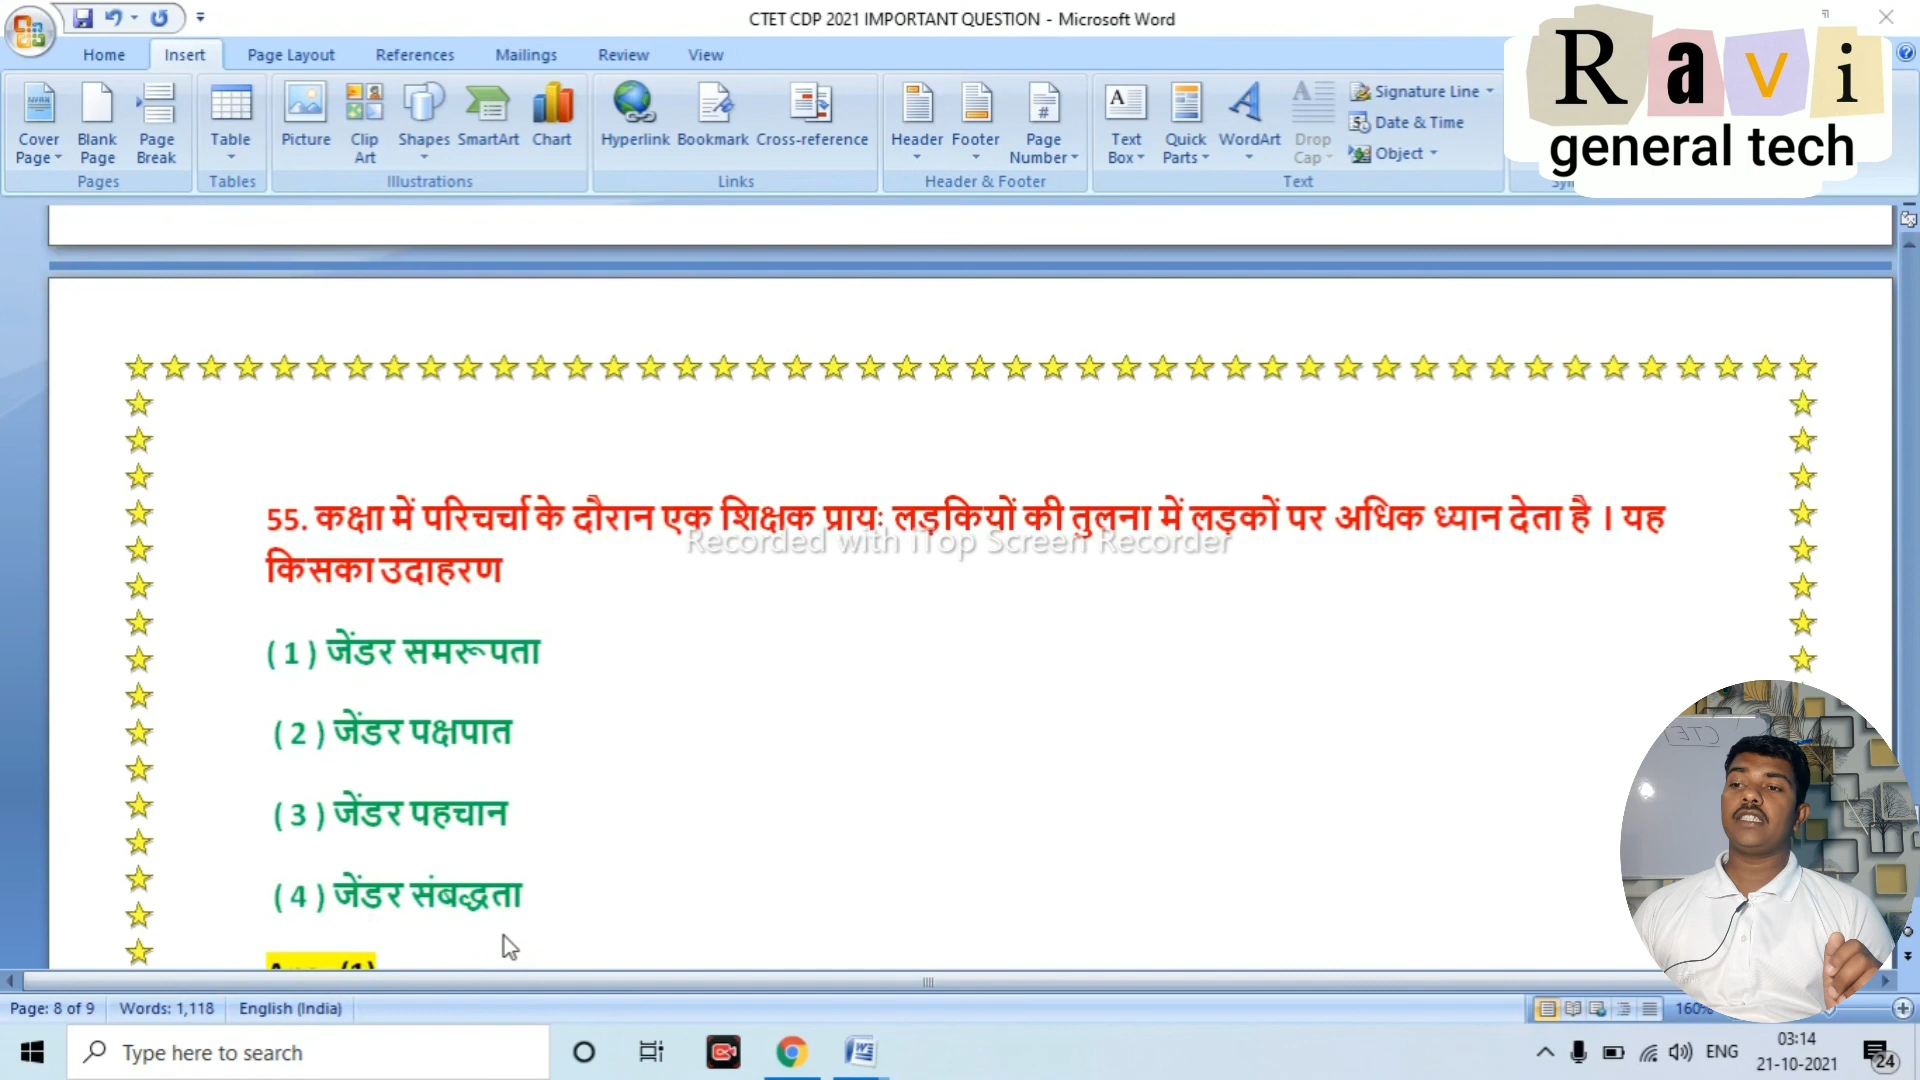 CTET CDP 2021 IMPORTANT QUESTION - Microsoft Word
Home Insert Page Layout References Mailings Review View
Cover Page
Blank Page
Page Break
Table
Picture
Clip Art
Shapes
SmartArt
Chart
Hyperlink
Bookmark
Cross-reference
Header
Footer
Page Number
Text Box
Quick Parts
WordArt
Drop Cap
Signature Line
Date & Time
Object
Pages Tables Illustrations Links Header & Footer Text
Ravi
general tech
55. कक्षा में परिचर्चा के दौरान एक शिक्षक प्रायः लड़कियों की तुलना में लड़कों पर अधिक ध्यान देता है । यह
किसका उदाहरण
Recorded with iTop Screen Recorder
( 1 ) जेंडर समरूपता
( 2 ) जेंडर पक्षपात
( 3 ) जेंडर पहचान
( 4 ) जेंडर संबद्धता
Page: 8 of 9 Words: 1,118 English (India) 160%
Type here to search
ENG
03:14
21-10-2021
24